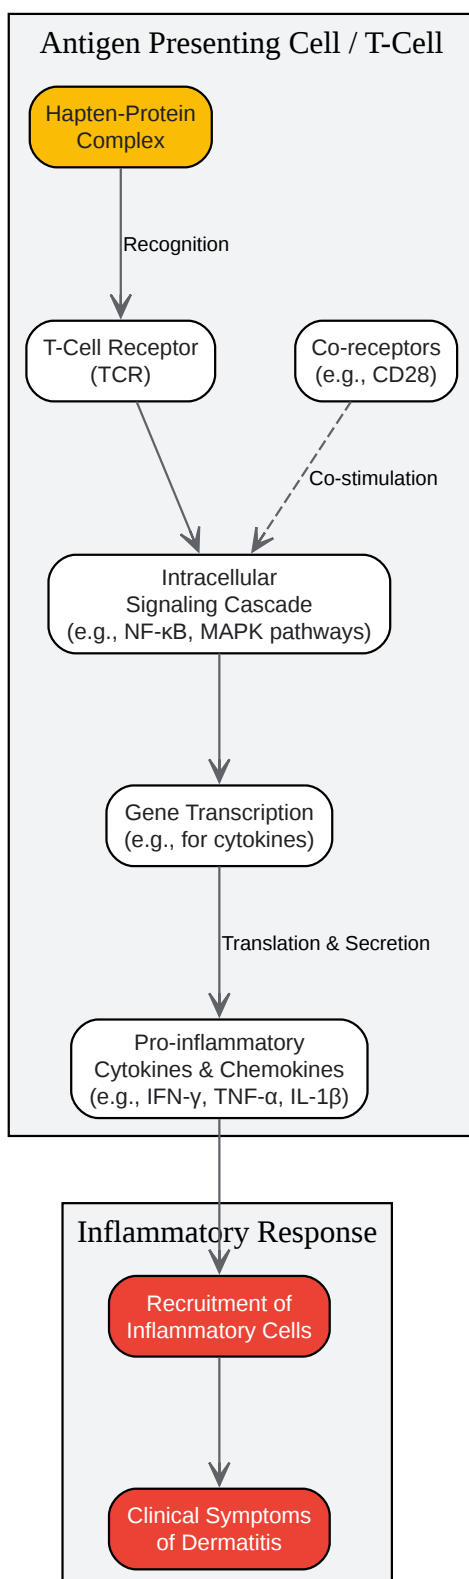 Antigen Presenting Cell / T-Cell
Hapten-Protein
Complex
Recognition
T-Cell Receptor
(TCR)
Co-receptors
(e.g., CD28)
Co-stimulation
Intracellular
Signaling Cascade
(e.g., NF-κB, MAPK pathways)
Gene Transcription
(e.g., for cytokines)
Translation & Secretion
Pro-inflammatory
Cytokines & Chemokines
(e.g., IFN-γ, TNF-α, IL-1β)
Inflammatory Response
Recruitment of
Inflammatory Cells
Clinical Symptoms
of Dermatitis